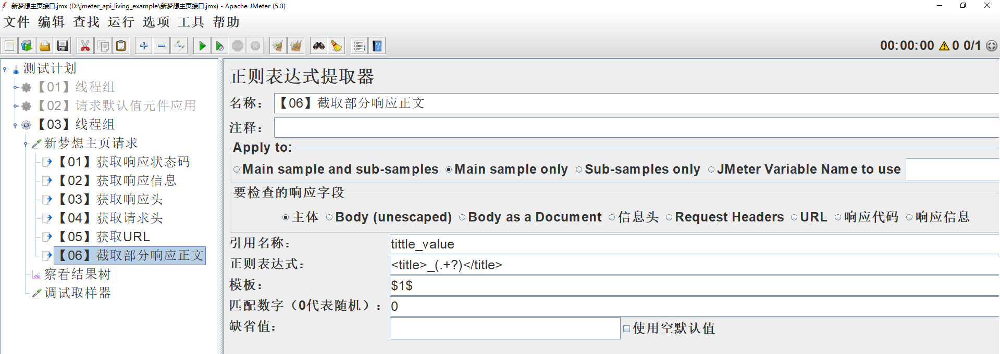 新梦想主页接口.jmx (D:\jmeter_api_living_example\新梦想主页接口.jmx) - Apache JMeter (5.3)
文件 编辑 查找 运行 选项 工具 帮助
STOP
00:00:00 0 0/1
测试计划
【01】线程组
【02】请求默认值元件应用
【03】线程组
新梦想主页请求
【01】获取响应状态码
【02】获取响应信息
【03】获取响应头
【04】获取请求头
【05】获取URL
【06】截取部分响应正文
察看结果树
调试取样器
正则表达式提取器
名称： 【06】截取部分响应正文
注释：
Apply to:
Main sample and sub-samples Main sample only Sub-samples only JMeter Variable Name to use
要检查的响应字段
主体 Body (unescaped) Body as a Document 信息头 Request Headers URL 响应代码 响应信息
引用名称： tittle_value
正则表达式： <title>_(.+?)</title>
模板： $1$
匹配数字（0代表随机）： 0
缺省值： 使用空默认值